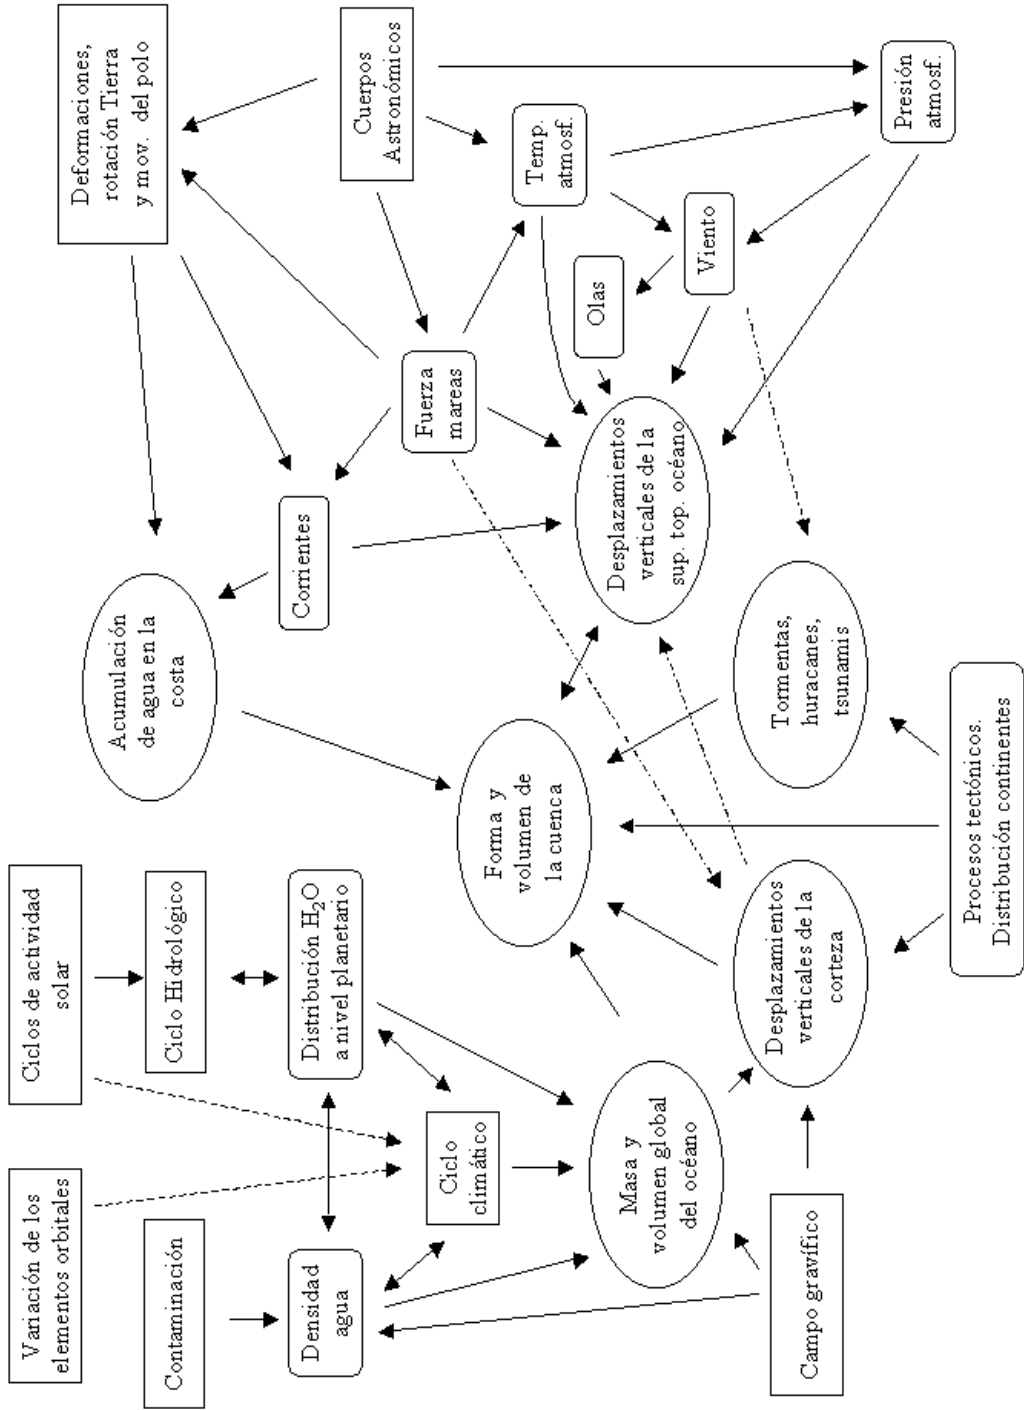 Variación de los
elementos orbitales
Ciclos de actividad
solar
Deformaciones,
rotación Tierra
y mov. del polo
Contaminación
Ciclo Hidrológico
Acumulación
de agua en la
costa
Densidad
agua
Distribución H₂O
a nivel planetario
Corrientes
Cuerpos
Astronómicos
Ciclo
climático
Forma y
volumen de
la cuenca
Fuerza
mareas
Temp.
atmosf.
Masa y
volumen global
del océano
Desplazamientos
verticales de la
sup. top. océano
Olas
Viento
Campo gravífico
Desplazamientos
verticales de la
corteza
Tormentas,
huracanes,
tsunamis
Presión
atmosf.
Procesos tectónicos.
Distribución continentes